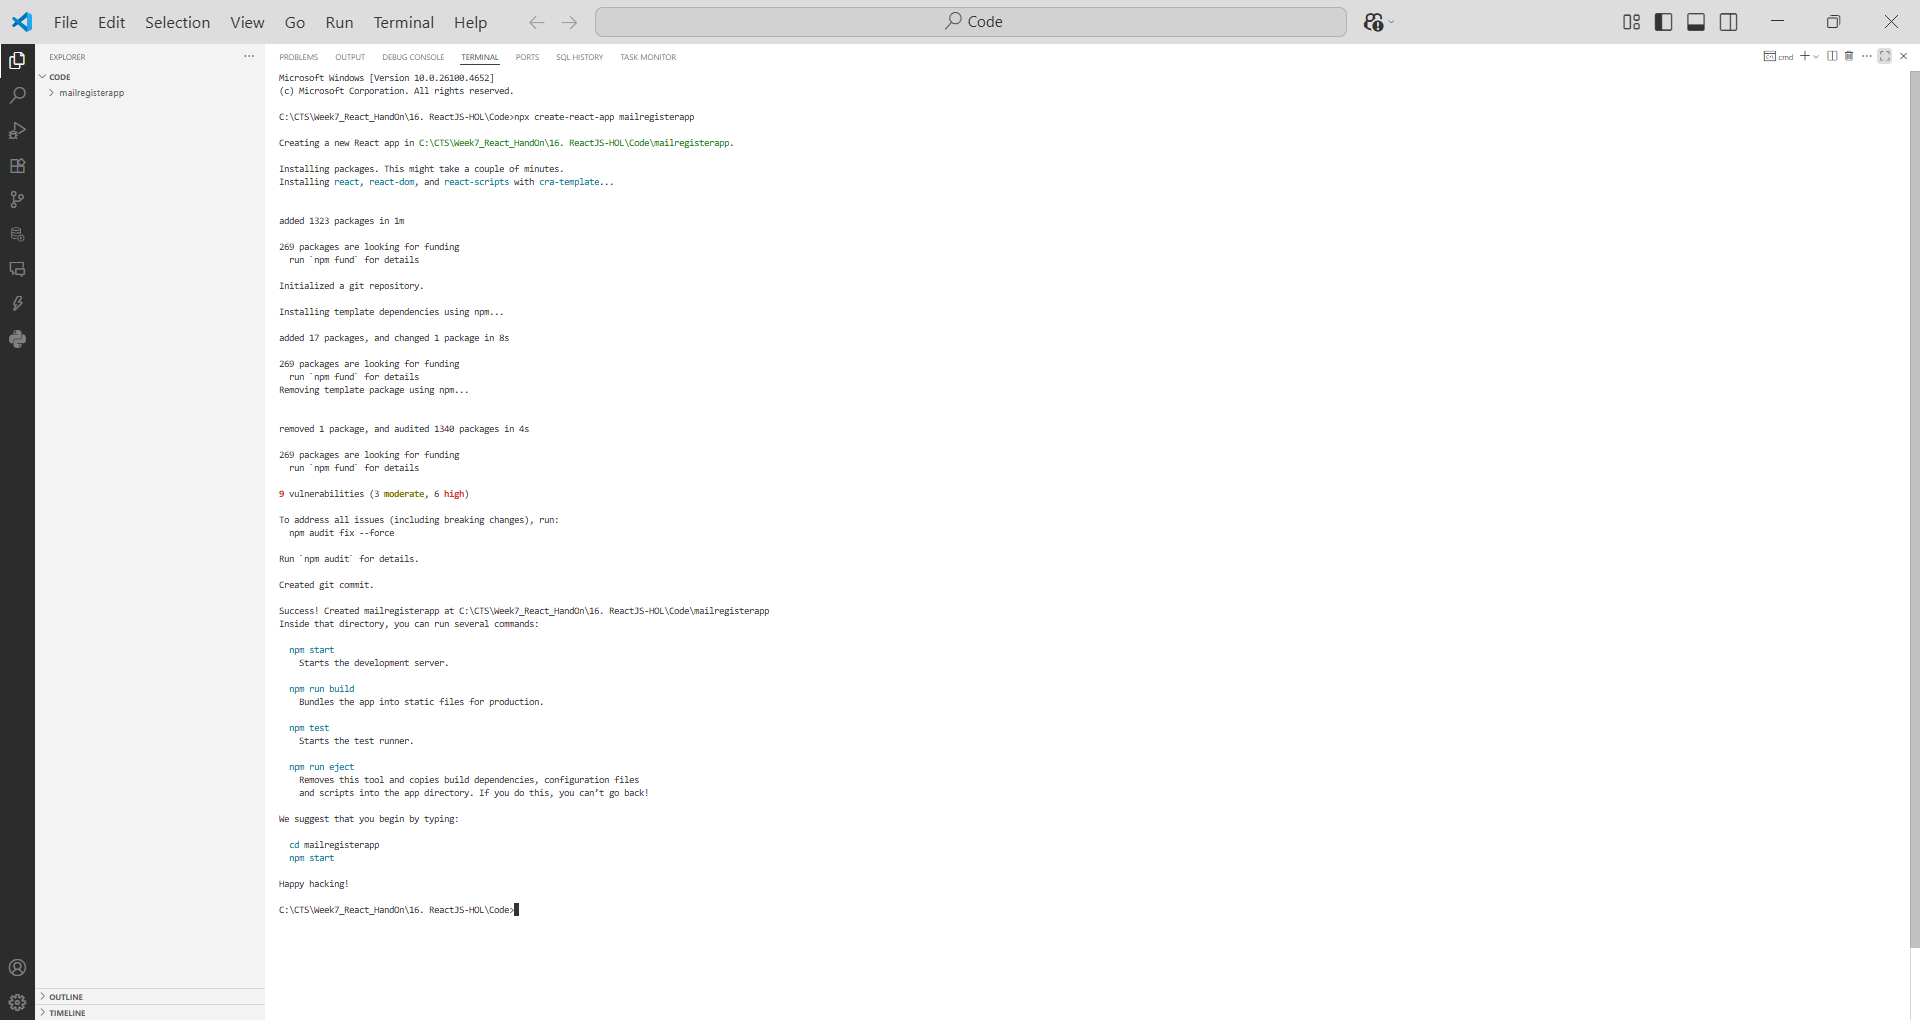 File Edit Selection View Go Run Terminal Help
Code
EXPLORER
CODE
mailregisterapp
OUTLINE
TIMELINE
PROBLEMS OUTPUT DEBUG CONSOLE TERMINAL PORTS SQL HISTORY TASK MONITOR
cmd
Microsoft Windows [Version 10.0.26100.4652]
(c) Microsoft Corporation. All rights reserved.
C:\CTS\Week7_React_HandOn\16. ReactJS-HOL\Code>npx create-react-app mailregisterapp
Creating a new React app in C:\CTS\Week7_React_HandOn\16. ReactJS-HOL\Code\mailregisterapp.
Installing packages. This might take a couple of minutes.
Installing react, react-dom, and react-scripts with cra-template...
added 1323 packages in 1m
269 packages are looking for funding
run `npm fund` for details
Initialized a git repository.
Installing template dependencies using npm...
added 17 packages, and changed 1 package in 8s
269 packages are looking for funding
run `npm fund` for details
Removing template package using npm...
removed 1 package, and audited 1340 packages in 4s
269 packages are looking for funding
run `npm fund` for details
9 vulnerabilities (3 moderate, 6 high)
To address all issues (including breaking changes), run:
npm audit fix --force
Run `npm audit` for details.
Created git commit.
Success! Created mailregisterapp at C:\CTS\Week7_React_HandOn\16. ReactJS-HOL\Code\mailregisterapp
Inside that directory, you can run several commands:
npm start
Starts the development server.
npm run build
Bundles the app into static files for production.
npm test
Starts the test runner.
npm run eject
Removes this tool and copies build dependencies, configuration files
and scripts into the app directory. If you do this, you can't go back!
We suggest that you begin by typing:
cd mailregisterapp
npm start
Happy hacking!
C:\CTS\Week7_React_HandOn\16. ReactJS-HOL\Code>